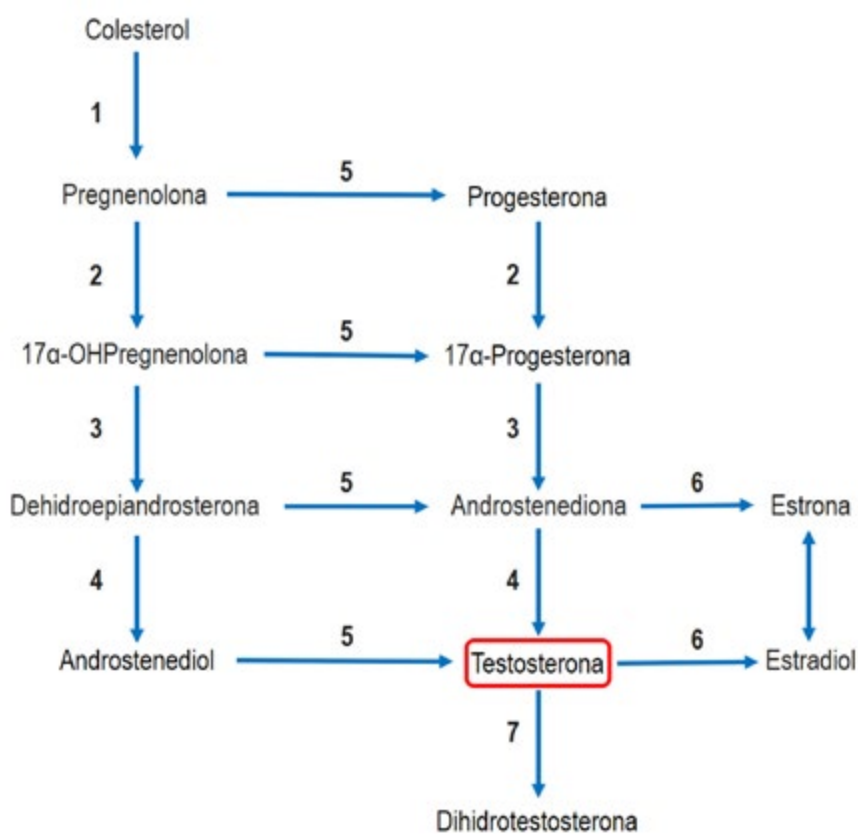 Colesterol
1
5
Pregnenolona
Progesterona
2
2
5
17α-OHPregnenolona
17α-Progesterona
3
3
5
6
Dehidroepiandrosterona
Androstenediona
Estrona
4
4
5
6
Androstenediol
Testosterona
Estradiol
7
Dihidrotestosterona